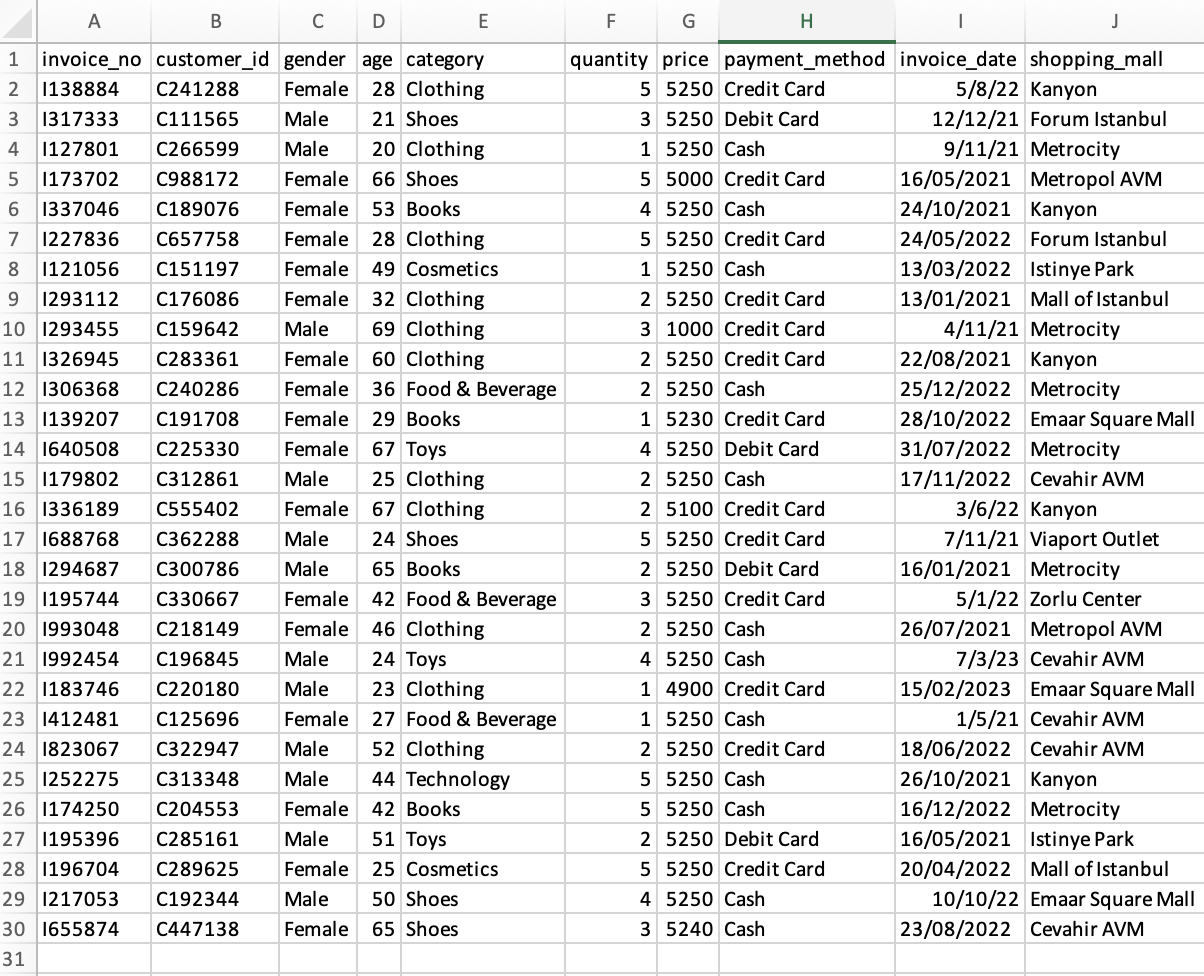 A B C D E F G H I J
1 invoice_no customer_id gender age category quantity price payment_method invoice_date shopping_mall
2 I138884 C241288 Female 28 Clothing 5 5250 Credit Card 5/8/22 Kanyon
3 I317333 C111565 Male 21 Shoes 3 5250 Debit Card 12/12/21 Forum Istanbul
4 I127801 C266599 Male 20 Clothing 1 5250 Cash 9/11/21 Metrocity
5 I173702 C988172 Female 66 Shoes 5 5000 Credit Card 16/05/2021 Metropol AVM
6 I337046 C189076 Female 53 Books 4 5250 Cash 24/10/2021 Kanyon
7 I227836 C657758 Female 28 Clothing 5 5250 Credit Card 24/05/2022 Forum Istanbul
8 I121056 C151197 Female 49 Cosmetics 1 5250 Cash 13/03/2022 Istinye Park
9 I293112 C176086 Female 32 Clothing 2 5250 Credit Card 13/01/2021 Mall of Istanbul
10 I293455 C159642 Male 69 Clothing 3 1000 Credit Card 4/11/21 Metrocity
11 I326945 C283361 Female 60 Clothing 2 5250 Credit Card 22/08/2021 Kanyon
12 I306368 C240286 Female 36 Food & Beverage 2 5250 Cash 25/12/2022 Metrocity
13 I139207 C191708 Female 29 Books 1 5230 Credit Card 28/10/2022 Emaar Square Mall
14 I640508 C225330 Female 67 Toys 4 5250 Debit Card 31/07/2022 Metrocity
15 I179802 C312861 Male 25 Clothing 2 5250 Cash 17/11/2022 Cevahir AVM
16 I336189 C555402 Female 67 Clothing 2 5100 Credit Card 3/6/22 Kanyon
17 I688768 C362288 Male 24 Shoes 5 5250 Credit Card 7/11/21 Viaport Outlet
18 I294687 C300786 Male 65 Books 2 5250 Debit Card 16/01/2021 Metrocity
19 I195744 C330667 Female 42 Food & Beverage 3 5250 Credit Card 5/1/22 Zorlu Center
20 I993048 C218149 Female 46 Clothing 2 5250 Cash 26/07/2021 Metropol AVM
21 I992454 C196845 Male 24 Toys 4 5250 Cash 7/3/23 Cevahir AVM
22 I183746 C220180 Male 23 Clothing 1 4900 Credit Card 15/02/2023 Emaar Square Mall
23 I412481 C125696 Female 27 Food & Beverage 1 5250 Cash 1/5/21 Cevahir AVM
24 I823067 C322947 Male 52 Clothing 2 5250 Credit Card 18/06/2022 Cevahir AVM
25 I252275 C313348 Male 44 Technology 5 5250 Cash 26/10/2021 Kanyon
26 I174250 C204553 Female 42 Books 5 5250 Cash 16/12/2022 Metrocity
27 I195396 C285161 Male 51 Toys 2 5250 Debit Card 16/05/2021 Istinye Park
28 I196704 C289625 Female 25 Cosmetics 5 5250 Credit Card 20/04/2022 Mall of Istanbul
29 I217053 C192344 Male 50 Shoes 4 5250 Cash 10/10/22 Emaar Square Mall
30 I655874 C447138 Female 65 Shoes 3 5240 Cash 23/08/2022 Cevahir AVM
31